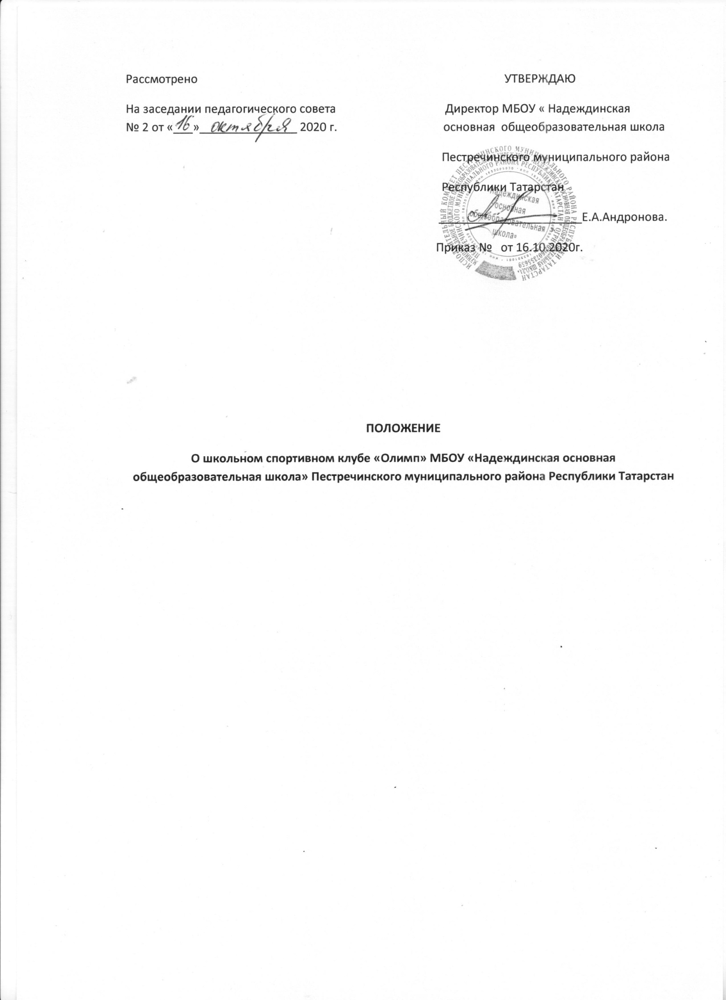 Рассмотрено
На заседании педагогического совета
№ 2 от «16» октября 2020 г.
УТВЕРЖДАЮ
Директор МБОУ « Надеждинская
основная общеобразовательная школа
Пестречинского муниципального района
Республики Татарстан
Е.А.Андронова.
Приказ № от 16.10.2020г.
«Надеждинская
основная
общеобразовательная
школа»
ПОЛОЖЕНИЕ
О школьном спортивном клубе «Олимп» МБОУ «Надеждинская основная
общеобразовательная школа» Пестречинского муниципального района Республики Татарстан